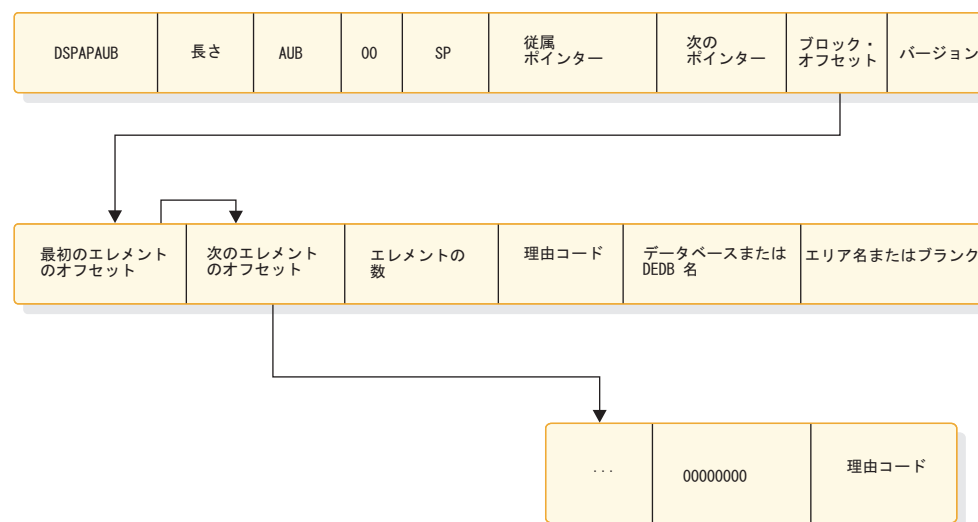 DSPAPAUB
長さ
AUB
00
SP
従属
ポインター
次の
ポインター
ブロック・
オフセット
バージョン
最初のエレメント
のオフセット
次のエレメント
のオフセット
エレメントの
数
理由コード
データベースまたは
DEDB 名
エリア名またはブランク
...
00000000
理由コード